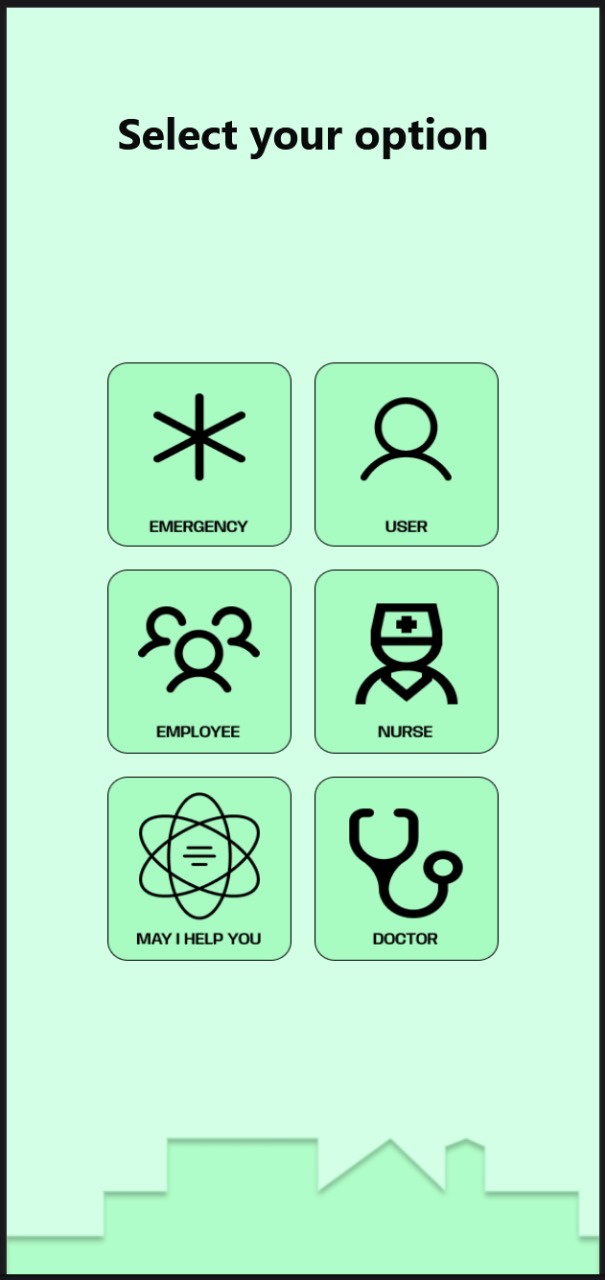 Select your option
EMERGENCY
USER
EMPLOYEE
NURSE
MAY I HELP YOU
DOCTOR